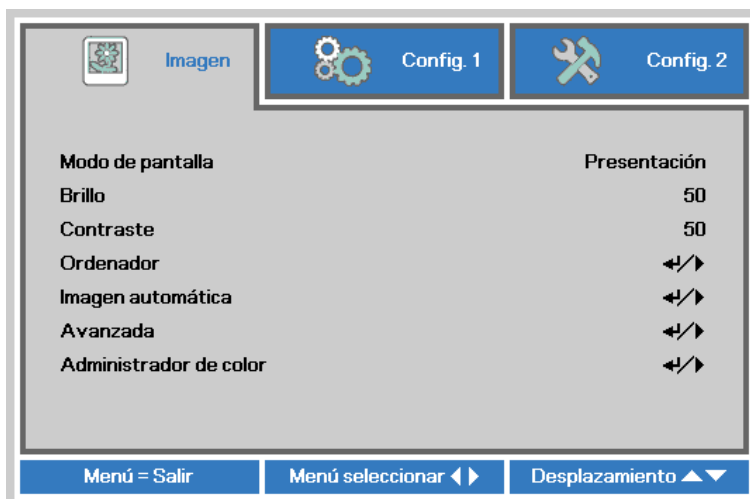 Imagen
Config. 1
Config. 2
Modo de pantalla Presentación
Brillo 50
Contraste 50
Ordenador
Imagen automática
Avanzada
Administrador de color
Menú = Salir
Menú seleccionar
Desplazamiento